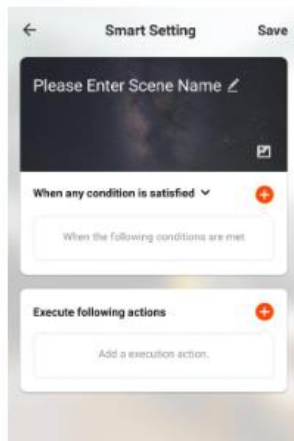 Smart Setting Save
Please Enter Scene Name
When any condition is satisfied
When the following conditions are met
Execute following actions
Add a execution action.